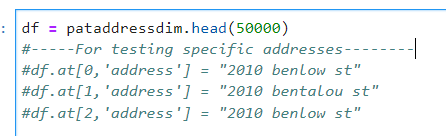 : df = pataddressdim.head(50000)
#-----For testing specific addresses--------
#df.at[0,'address'] = "2010 benlow st"
#df.at[1,'address'] = "2010 bentalou st"
#df.at[2,'address'] = "2010 benlow st"